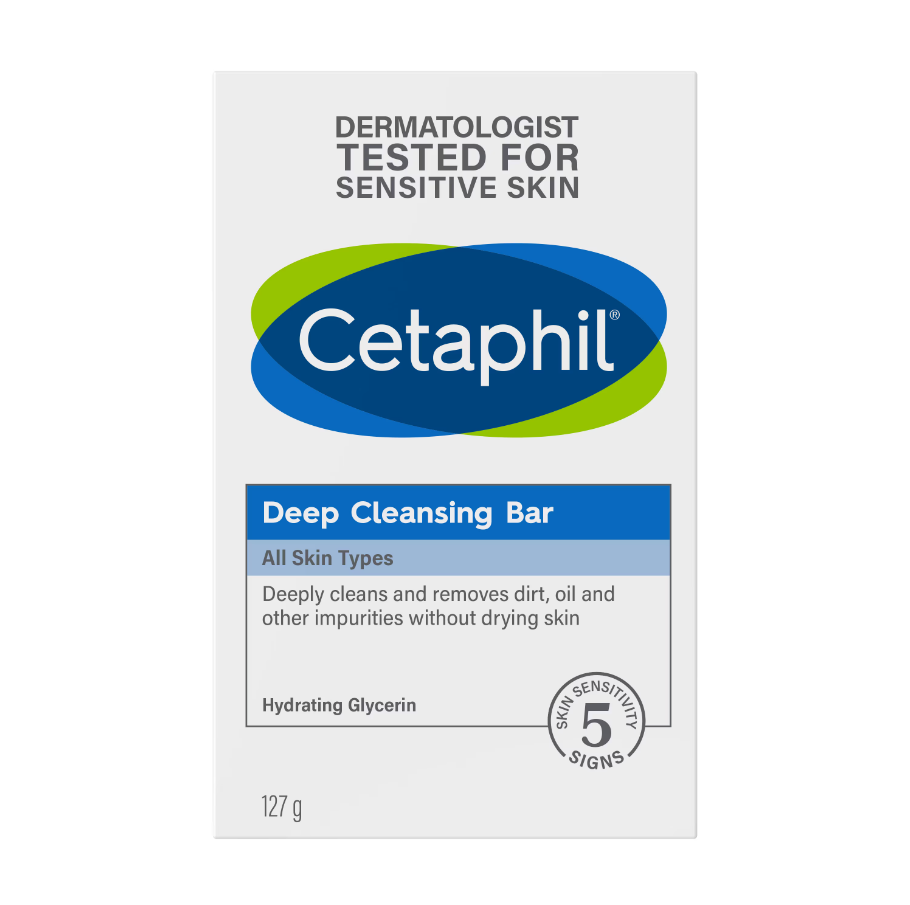 DERMATOLOGIST
TESTED FOR
SENSITIVE SKIN
Cetaphil®
Deep Cleansing Bar
All Skin Types
Deeply cleans and removes dirt, oil and
other impurities without drying skin
Hydrating Glycerin
SKIN SENSITIVITY
5
SIGNS
127 g